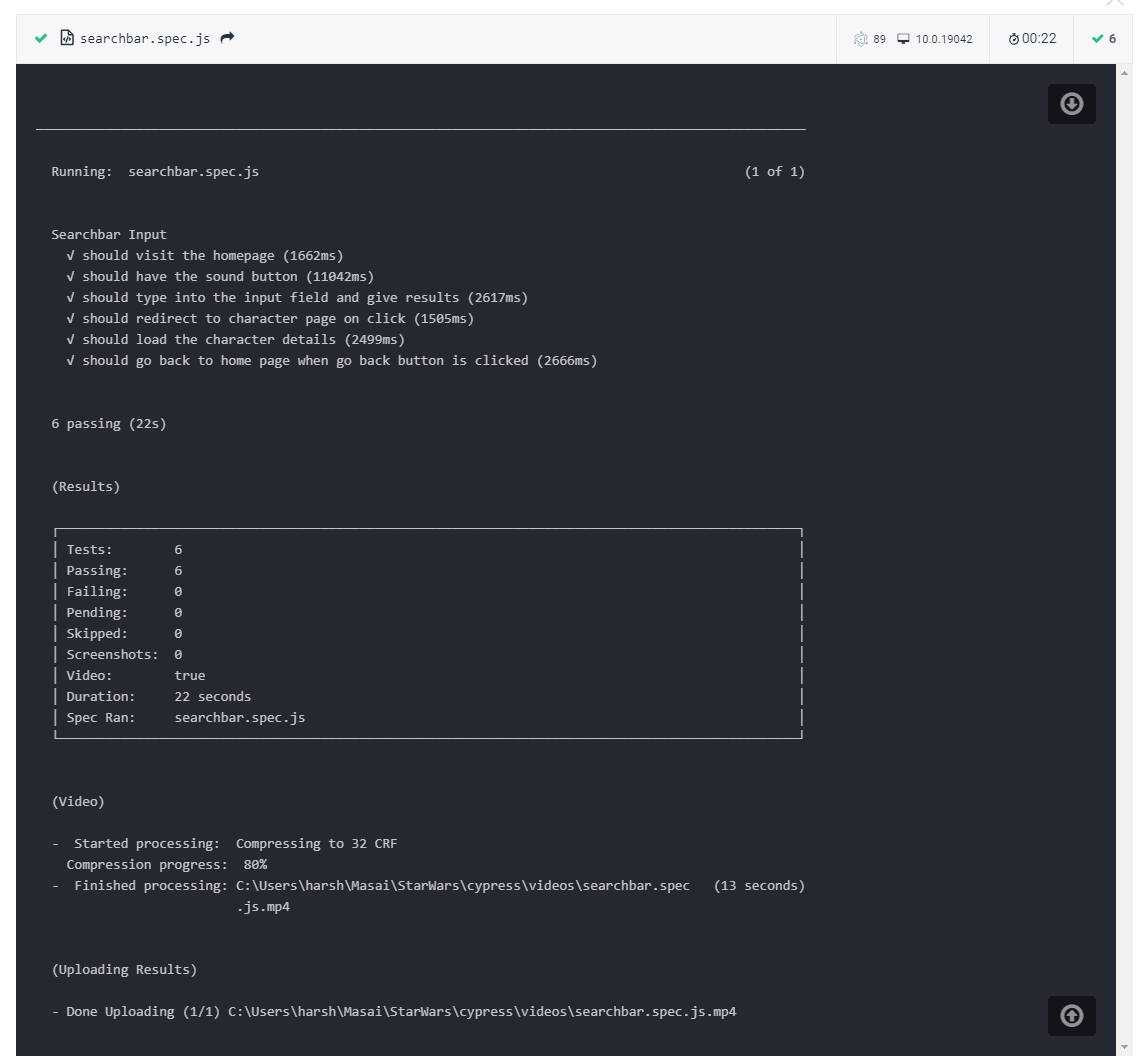 searchbar.spec.js 89 10.0.19042 00:22 6
Running: searchbar.spec.js (1 of 1)
Searchbar Input
√ should visit the homepage (1662ms)
√ should have the sound button (11042ms)
√ should type into the input field and give results (2617ms)
√ should redirect to character page on click (1505ms)
√ should load the character details (2499ms)
√ should go back to home page when go back button is clicked (2666ms)
6 passing (22s)
(Results)
Tests: 6
Passing: 6
Failing: 0
Pending: 0
Skipped: 0
Screenshots: 0
Video: true
Duration: 22 seconds
Spec Ran: searchbar.spec.js
(Video)
- Started processing: Compressing to 32 CRF
Compression progress: 80%
- Finished processing: C:\Users\harsh\Masai\StarWars\cypress\videos\searchbar.spec (13 seconds)
.js.mp4
(Uploading Results)
- Done Uploading (1/1) C:\Users\harsh\Masai\StarWars\cypress\videos\searchbar.spec.js.mp4